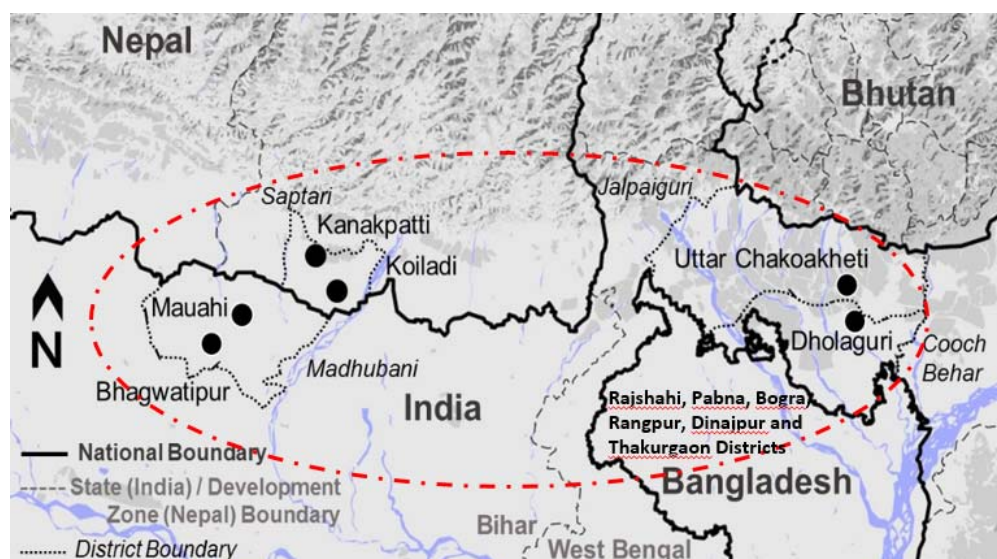 Nepal
Bhutan
Jalpaiguri
Saptari
Kanakpatti
Koiladi
Uttar Chakoakheti
Mauahi
N
Dholaguri
Cooch
Behar
Madhubani
Bhagwatipur
India
Rajshahi, Pabna, Bogra,
Rangpur, Dinajpur and
Thakurgaon Districts
National Boundary
Bangladesh
State (India) / Development
Zone (Nepal) Boundary
Bihar
West Bengal
District Boundary